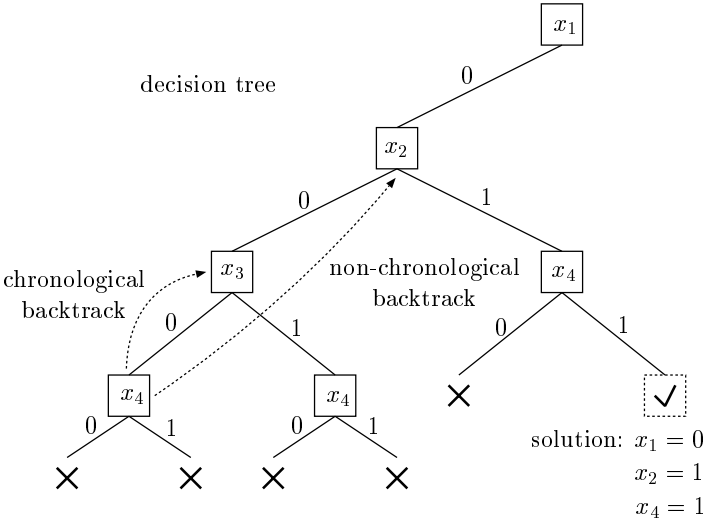 x₁
0
decision tree
x₂
0
1
chronological
backtrack
x₃
non-chronological
backtrack
x₄
0
1
0
1
x₄
x₄
0
1
0
1
solution: x₁ = 0
x₂ = 1
x₄ = 1